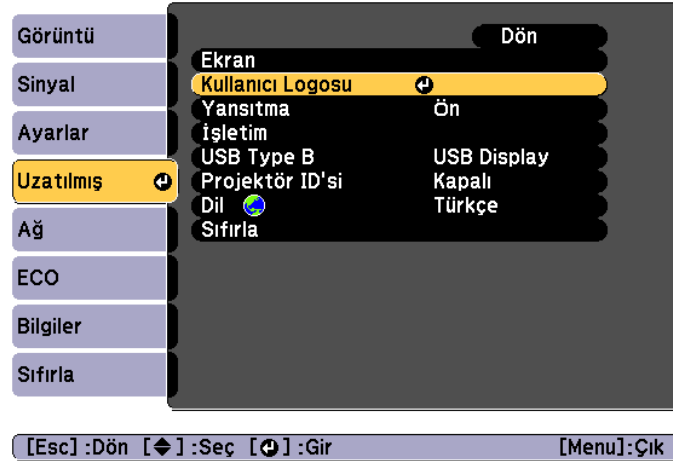 Görüntü
Sinyal
Ayarlar
Uzatılmış
Ağ
ECO
Bilgiler
Sıfırla
Dön
Ekran
Kullanıcı Logosu
Yansıtma Ön
İşletim
USB Type B USB Display
Projektör ID'si Kapalı
Dil Türkçe
Sıfırla
[Esc] :Dön [◆] :Seç [↵] :Gir [Menu]:Çık